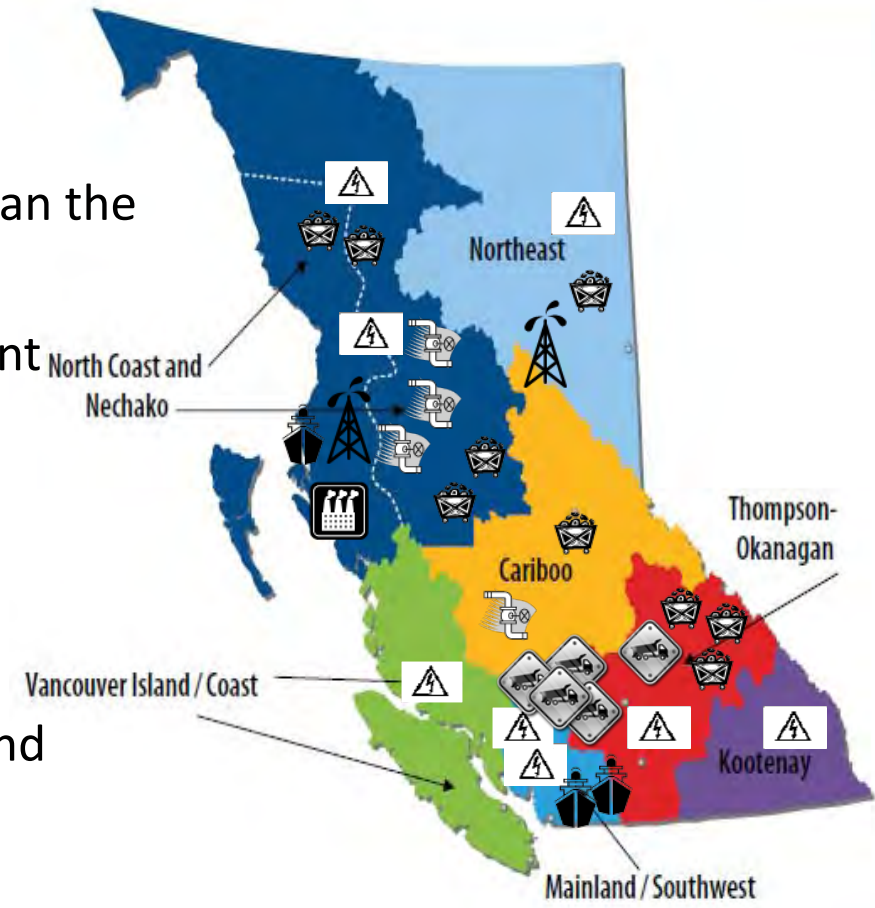 an the
Northeast
nt
North Coast and
Nechako
Thompson-
Okanagan
Cariboo
Vancouver Island / Coast
nd
Kootenay
Mainland / Southwest